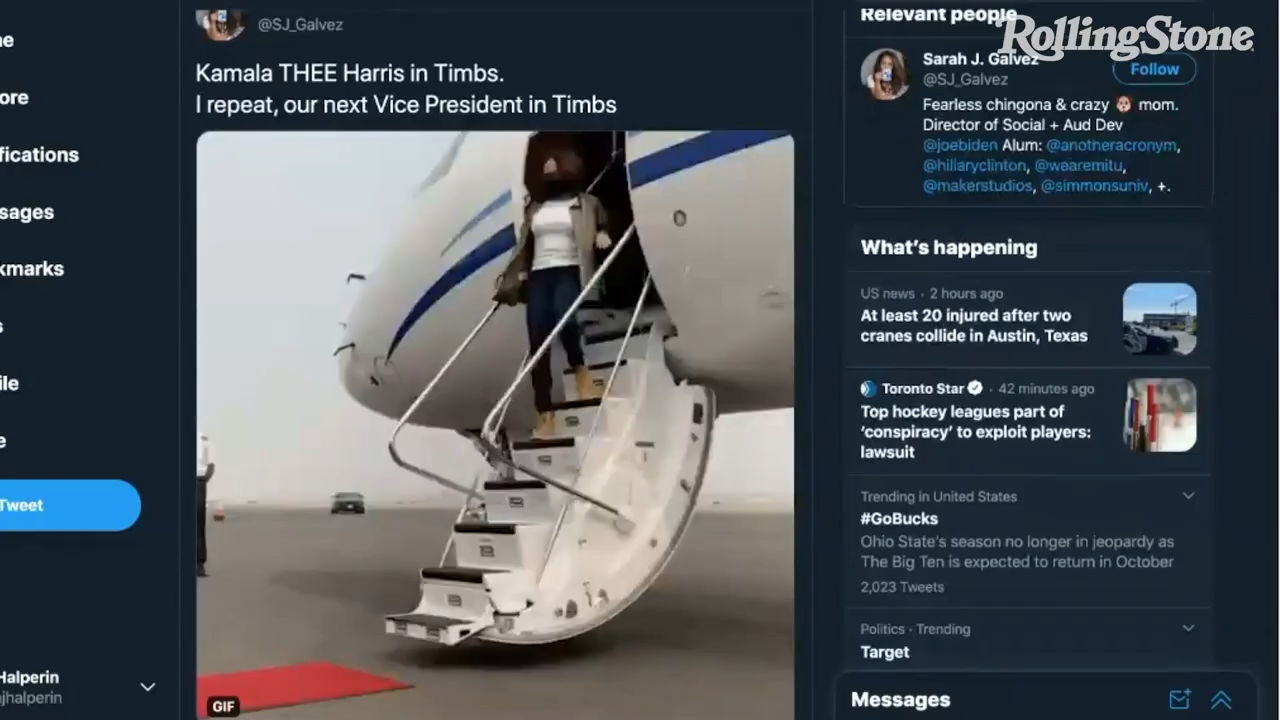 @SJ_Galvez
Kamala THEE Harris in Timbs.
I repeat, our next Vice President in Timbs
GIF
ne
ore
ifications
sages
kmarks
s
ile
e
Tweet
Halperin
jhalperin
RollingStone
Relevant people
Sarah J. Galvez
@SJ_Galvez
Follow
Fearless chingona & crazy 🐶 mom.
Director of Social + Aud Dev
@joebiden Alum: @anotheracronym,
@hillaryclinton, @wearemitu,
@makerstudios, @simmonsuniv, +.
What's happening
US news · 2 hours ago
At least 20 injured after two
cranes collide in Austin, Texas
Toronto Star · 42 minutes ago
Top hockey leagues part of
‘conspiracy’ to exploit players:
lawsuit
Trending in United States
#GoBucks
Ohio State's season no longer in jeopardy as
The Big Ten is expected to return in October
2,023 Tweets
Politics · Trending
Target
Messages